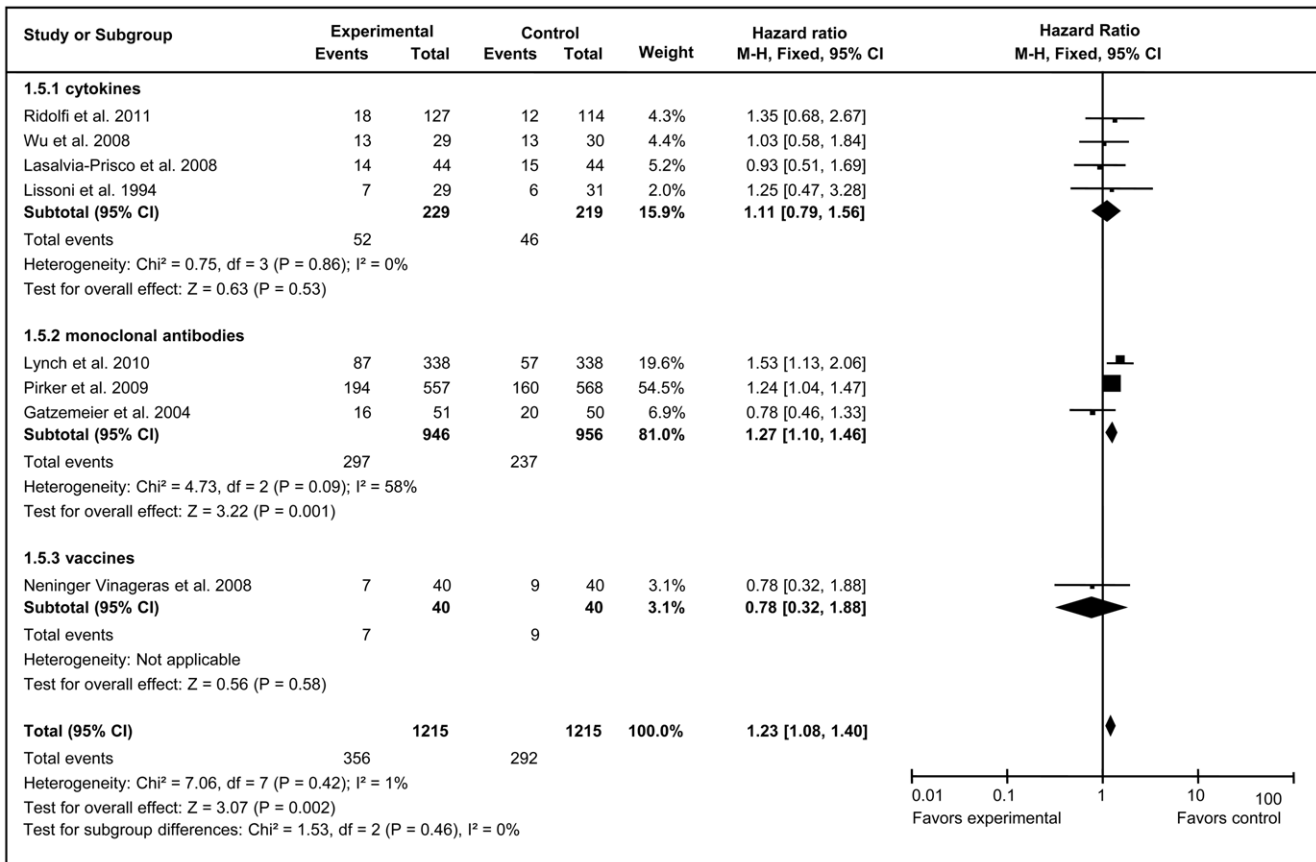 Study or Subgroup Experimental Control Hazard ratio Hazard Ratio
Events Total Events Total Weight M-H, Fixed, 95% CI M-H, Fixed, 95% CI
1.5.1 cytokines
Ridolfi et al. 2011 18 127 12 114 4.3% 1.35 [0.68, 2.67]
Wu et al. 2008 13 29 13 30 4.4% 1.03 [0.58, 1.84]
Lasalvia-Prisco et al. 2008 14 44 15 44 5.2% 0.93 [0.51, 1.69]
Lissoni et al. 1994 7 29 6 31 2.0% 1.25 [0.47, 3.28]
Subtotal (95% CI) 229 219 15.9% 1.11 [0.79, 1.56]
Total events 52 46
Heterogeneity: Chi² = 0.75, df = 3 (P = 0.86); I² = 0%
Test for overall effect: Z = 0.63 (P = 0.53)
1.5.2 monoclonal antibodies
Lynch et al. 2010 87 338 57 338 19.6% 1.53 [1.13, 2.06]
Pirker et al. 2009 194 557 160 568 54.5% 1.24 [1.04, 1.47]
Gatzemeier et al. 2004 16 51 20 50 6.9% 0.78 [0.46, 1.33]
Subtotal (95% CI) 946 956 81.0% 1.27 [1.10, 1.46]
Total events 297 237
Heterogeneity: Chi² = 4.73, df = 2 (P = 0.09); I² = 58%
Test for overall effect: Z = 3.22 (P = 0.001)
1.5.3 vaccines
Neninger Vinageras et al. 2008 7 40 9 40 3.1% 0.78 [0.32, 1.88]
Subtotal (95% CI) 40 40 3.1% 0.78 [0.32, 1.88]
Total events 7 9
Heterogeneity: Not applicable
Test for overall effect: Z = 0.56 (P = 0.58)
Total (95% CI) 1215 1215 100.0% 1.23 [1.08, 1.40]
Total events 356 292
Heterogeneity: Chi² = 7.06, df = 7 (P = 0.42); I² = 1%
Test for overall effect: Z = 3.07 (P = 0.002)
Test for subgroup differences: Chi² = 1.53, df = 2 (P = 0.46), I² = 0%
0.01 0.1 1 10 100
Favors experimental Favors control